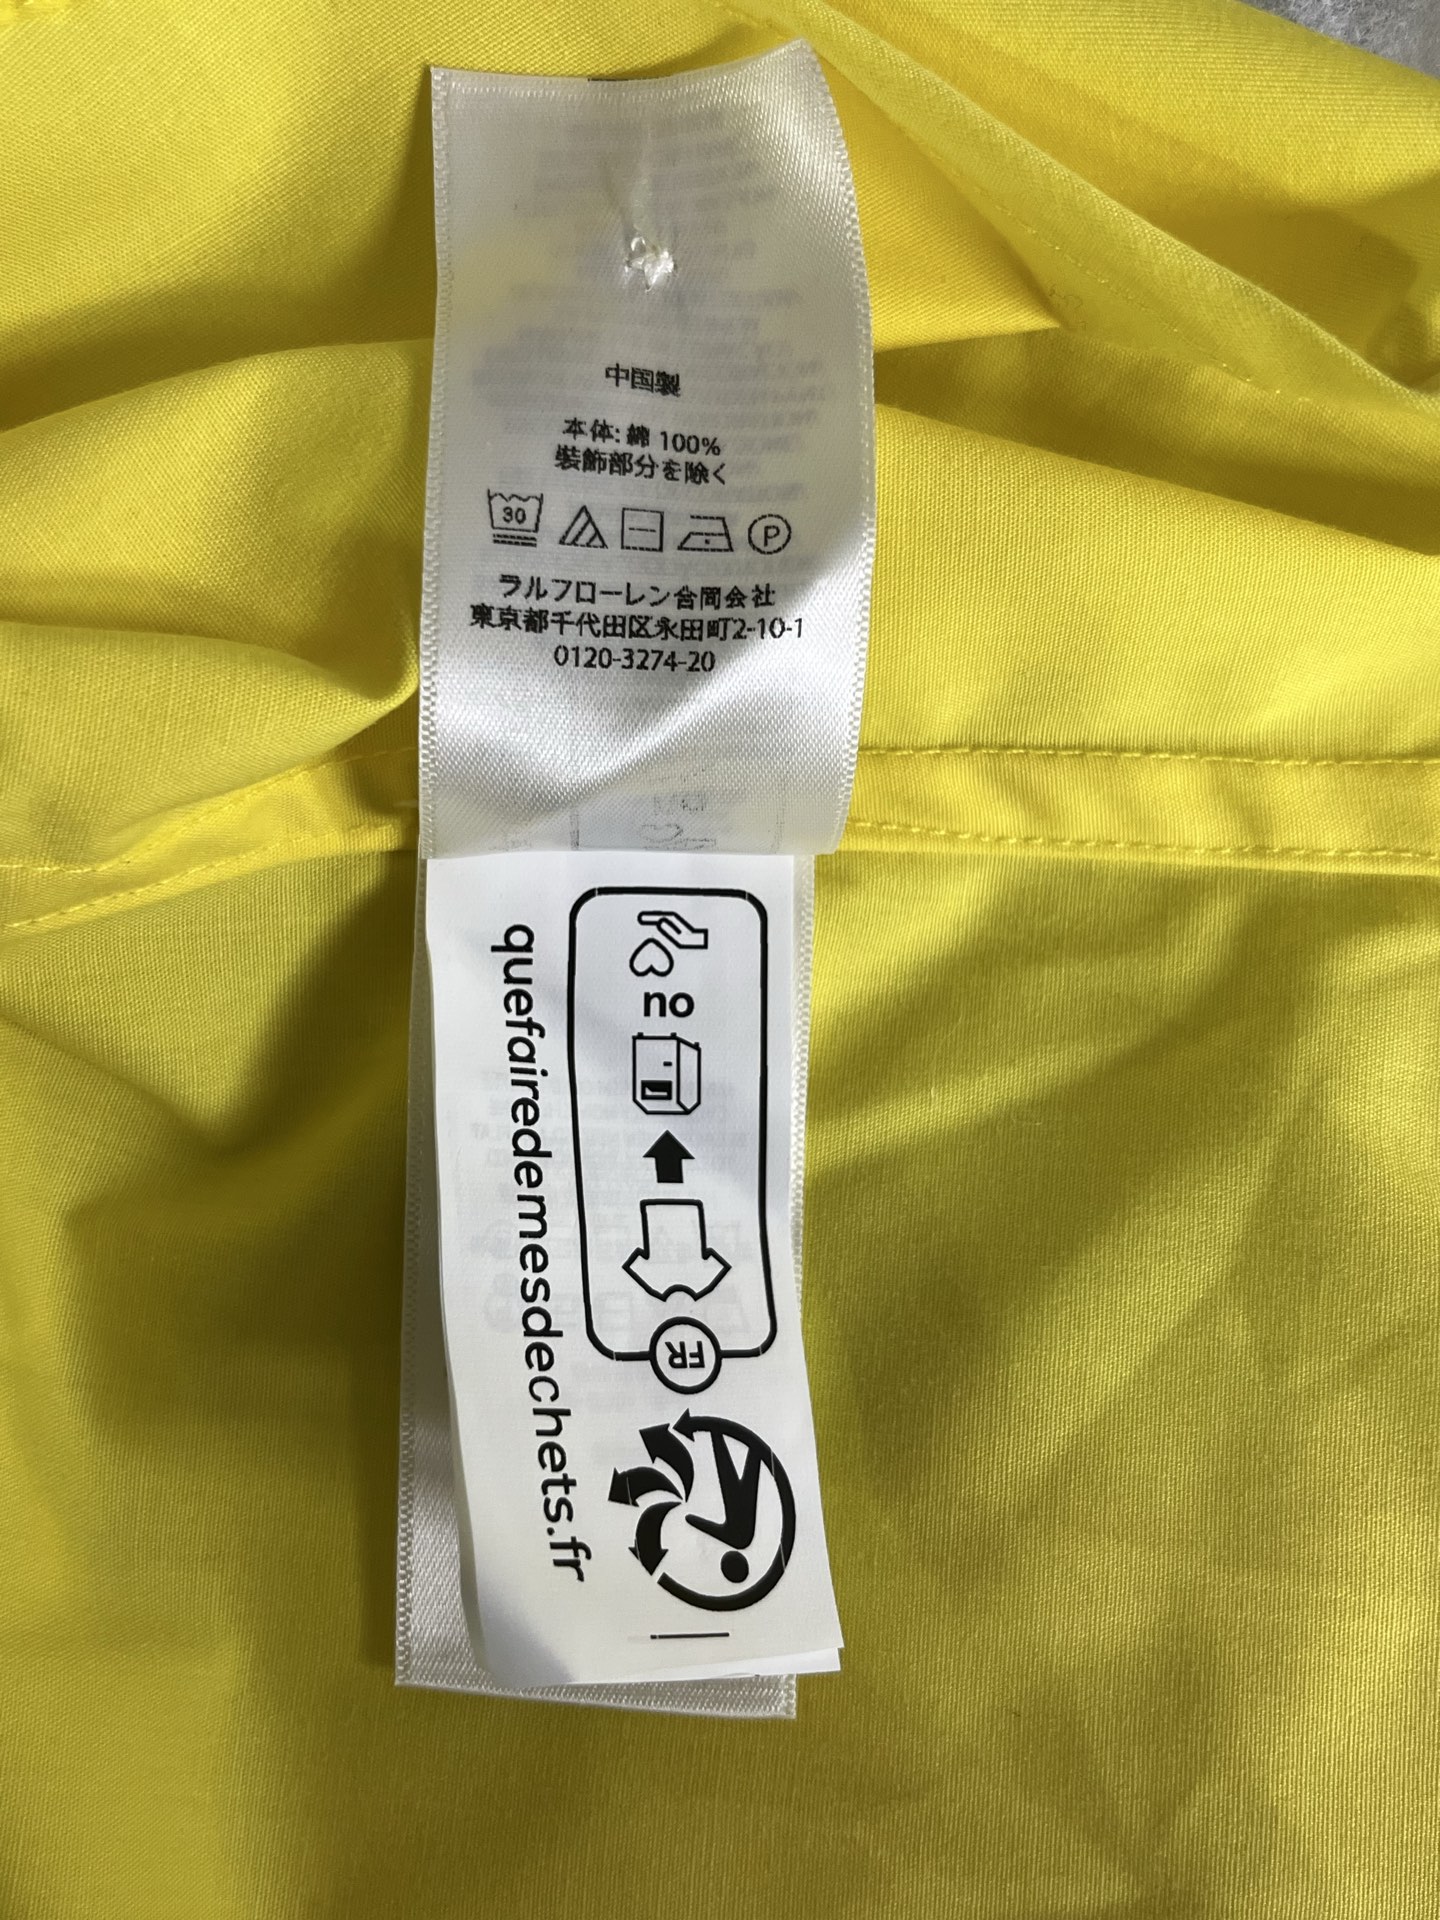 中国製
本体: 綿 100%
装飾部分を除く
30
P
ラルフローレン合同会社
東京都千代田区永田町2-10-1
0120-3274-20
FR
ou
quefairedemesdechets.fr